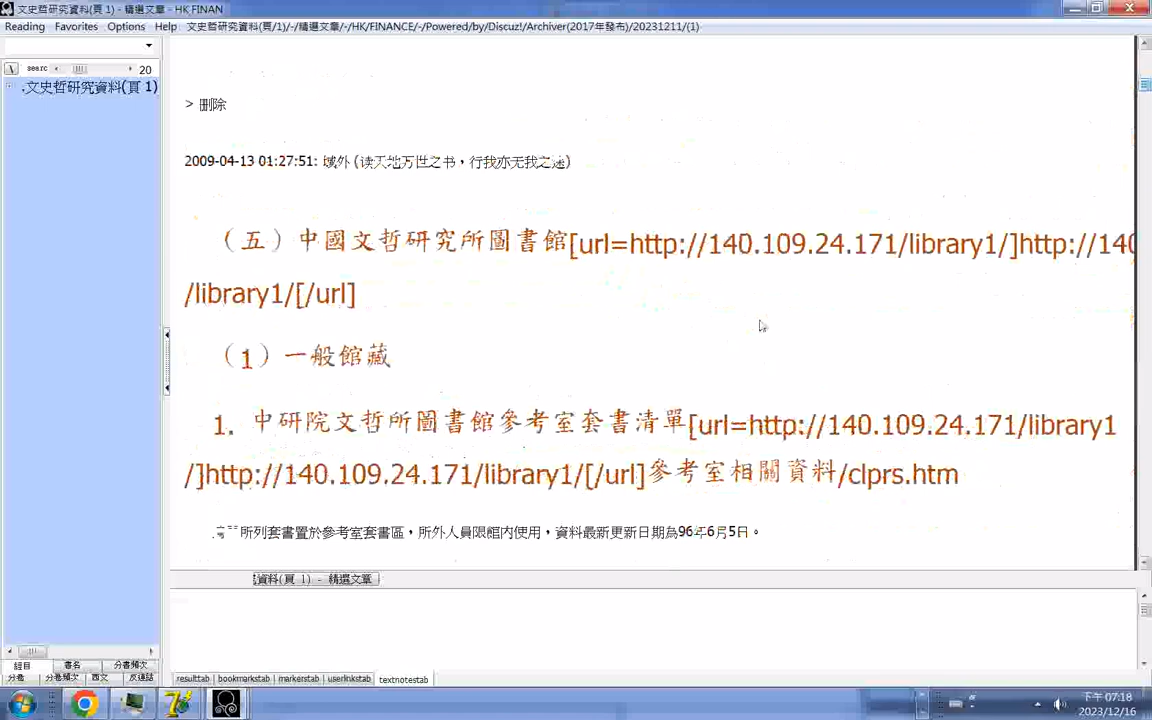 文史哲研究資料(頁 1) - 精選文章 - HK FINAN
Reading Favorites Options Help 文史哲研究資料(頁/1)/-/精選文章/-/HK/FINANCE/-/Powered/by/Discuz!/Archiver(2017年發布)/20231211/(1)
searc 20
.文史哲研究資料(頁 1)
> 刪除
2009-04-13 01:27:51: 域外 (读天地万世之书，行我亦无我之途)
（五）中國文哲研究所圖書館[url=http://140.109.24.171/library1/]http://140
/library1/[/url]
（1）一般館藏
1. 中研院文哲所圖書館參考室套書清單[url=http://140.109.24.171/library1
/]http://140.109.24.171/library1/[/url]參考室相關資料/clprs.htm
所列套書置於參考室套書區，所外人員限館內使用，資料最新更新日期為96年6月5日。
資料(頁 1) - 精選文章
經目 書名 分書頻次
分卷 分卷頻次 西文 反連結
resulttab bookmarkstab markerstab userlinkstab textnotestab
下午 07:18
2023/12/16